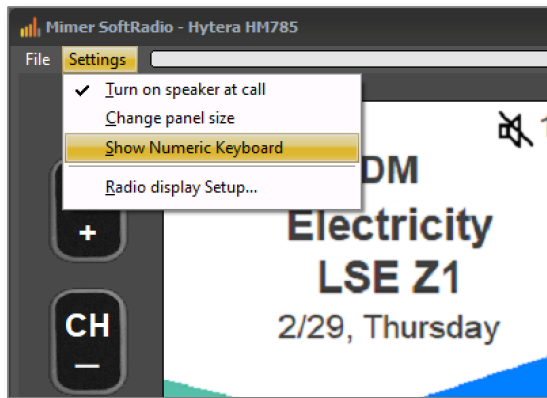 Mimer SoftRadio - Hytera HM785
File Settings
Turn on speaker at call
Change panel size
Show Numeric Keyboard
Radio display Setup...
DM
+
Electricity
LSE Z1
CH
2/29, Thursday
—